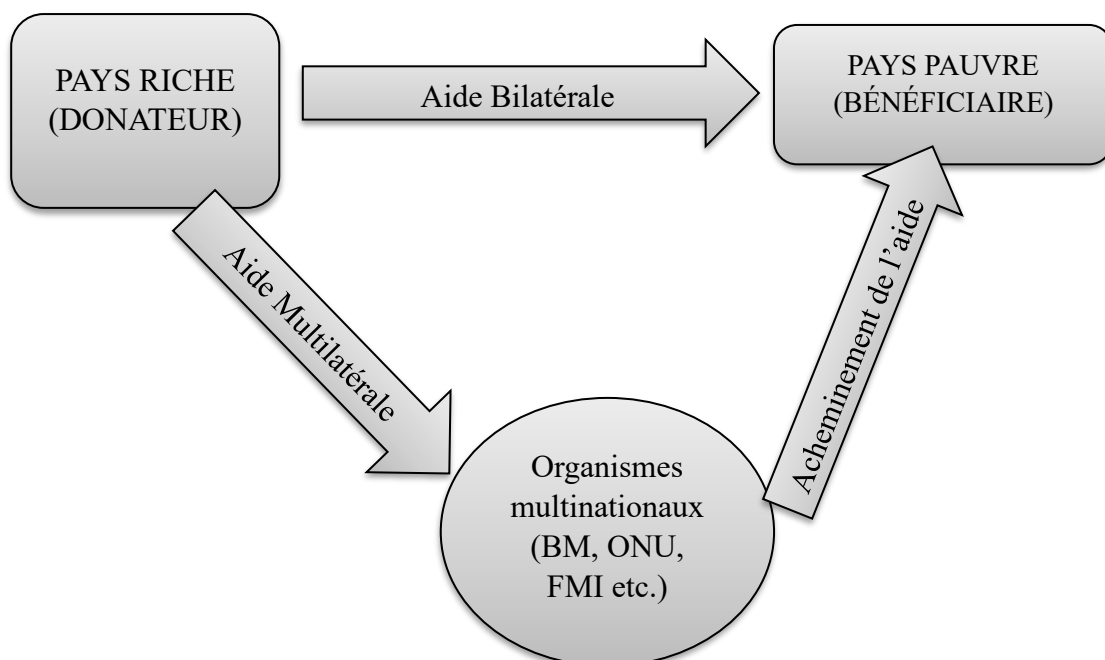 PAYS RICHE
(DONATEUR)
Aide Bilatérale
PAYS PAUVRE
(BÉNÉFICIAIRE)
Aide Multilatérale
Acheminement de l’aide
Organismes
multinationaux
(BM, ONU,
FMI etc.)